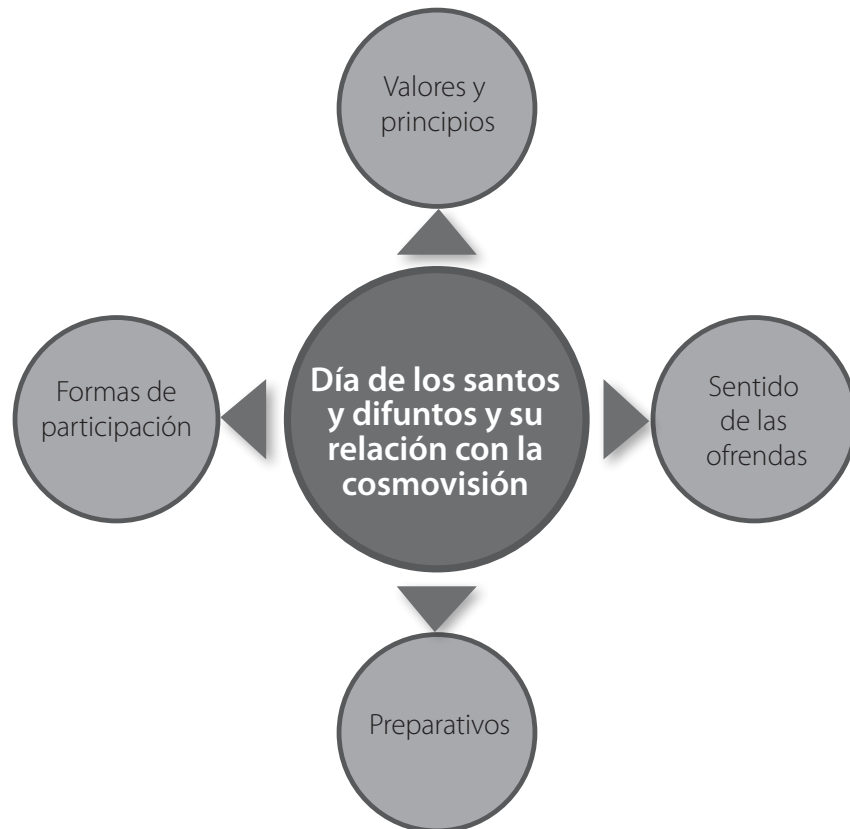 Valores y
principios
Formas de
participación
Día de los santos
y difuntos y su
relación con la
cosmovisión
Sentido
de las
ofrendas
Preparativos